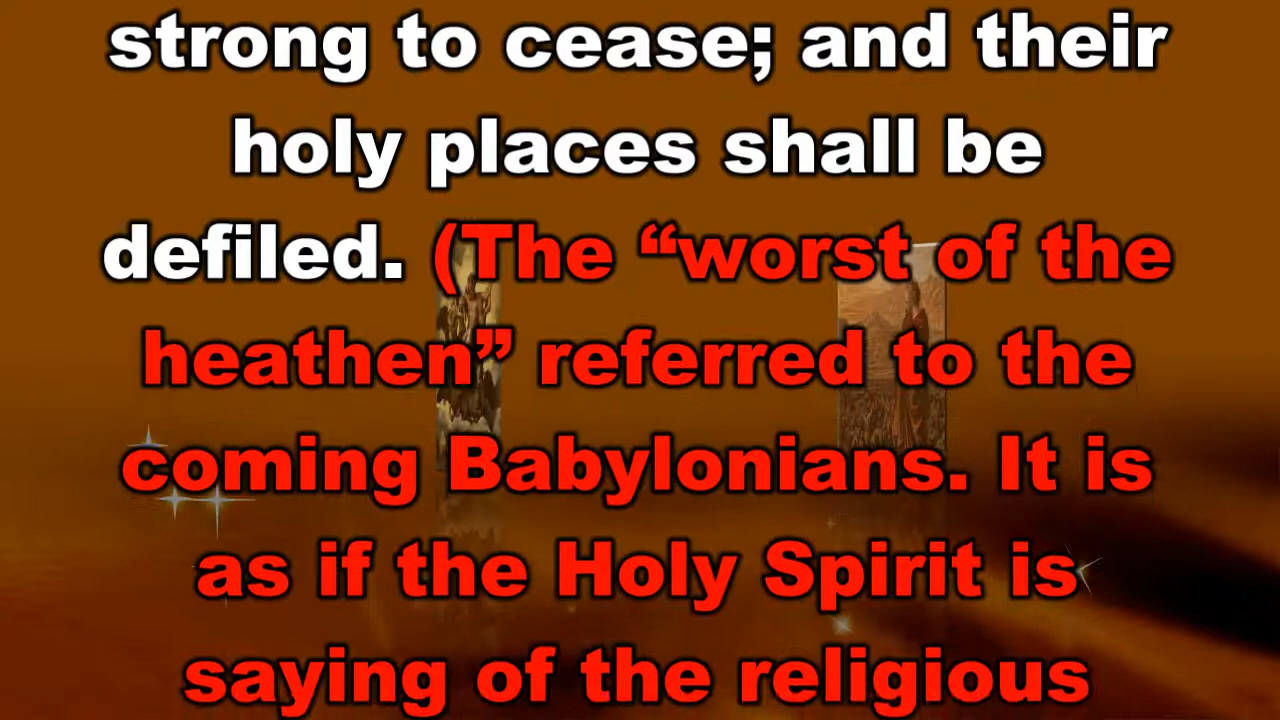 strong to cease; and their
holy places shall be
defiled. (The “worst of the
heathen” referred to the
coming Babylonians. It is
as if the Holy Spirit is
saying of the religious